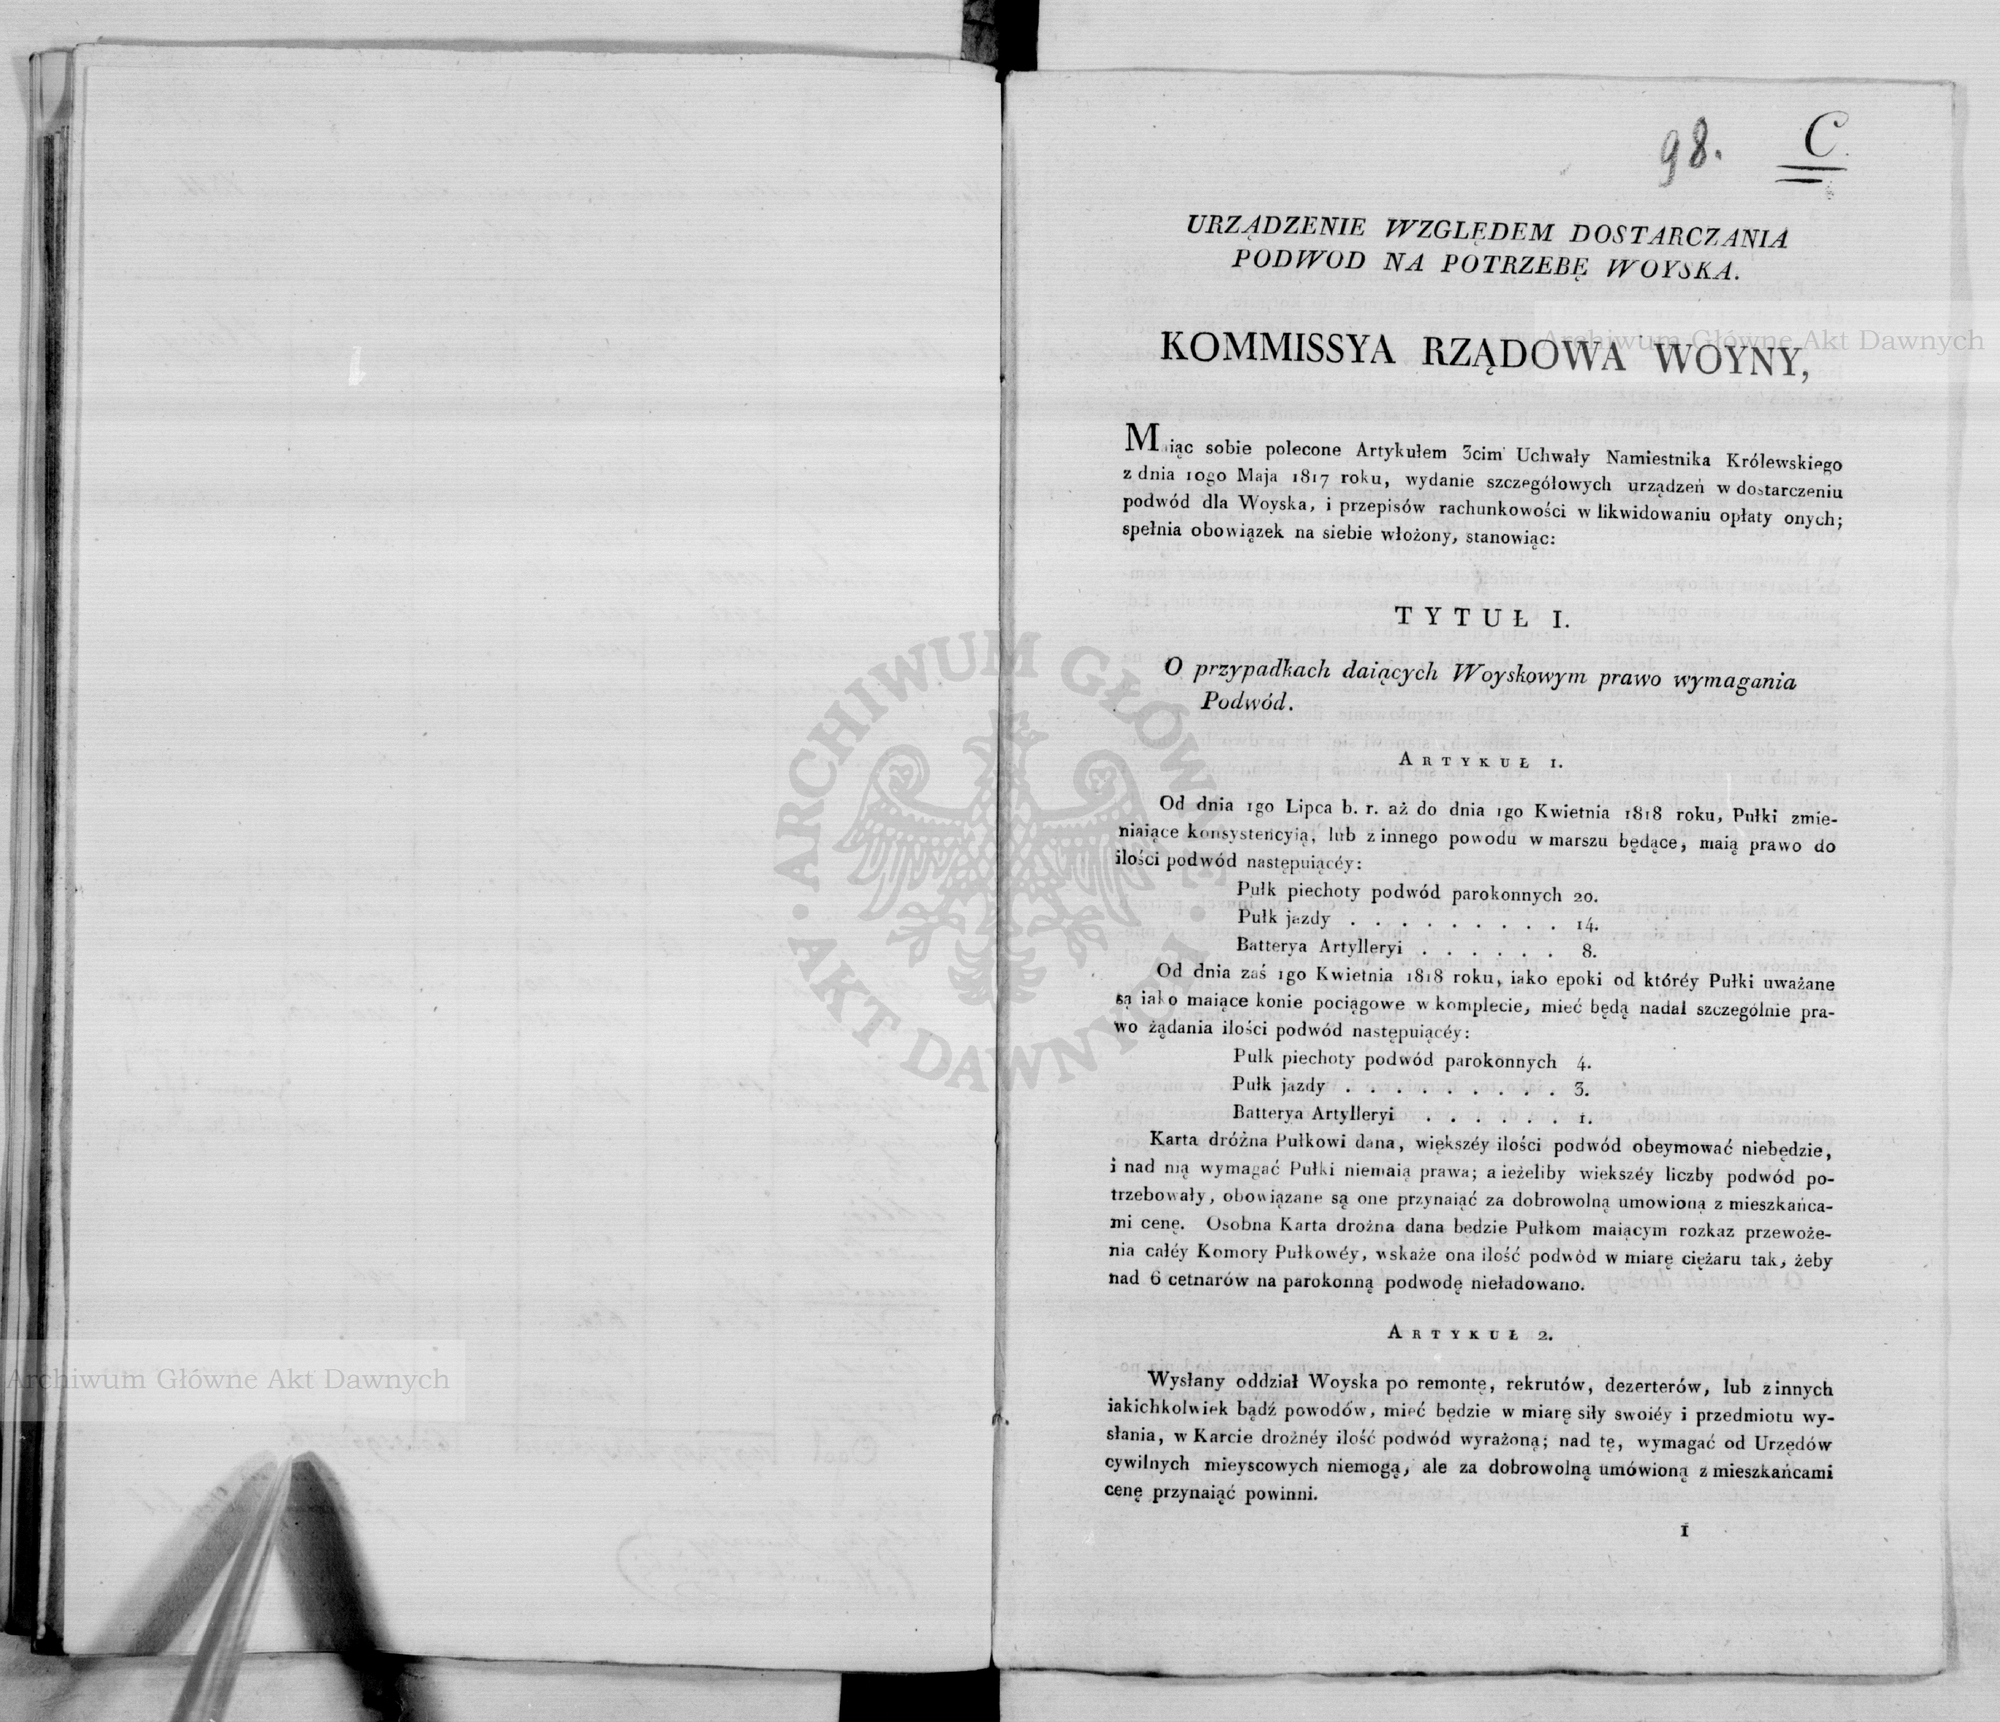 98. C.
URZĄDZENIE WZGLĘDEM DOSTARCZANIA
PODWOD NA POTRZEBĘ WOYSKA.
KOMMISSYA RZĄDOWA WOYNY,
Maiąc sobie polecone Artykułem 3cim Uchwały Namiestnika Królewskiego
z dnia 10go Maja 1817 roku, wydanie szczegółowych urządzeń w dostarczeniu
podwód dla Woyska, i przepisów rachunkowości w likwidowaniu opłaty onych;
spełnia obowiązek na siebie włożony, stanowiąc:
TYTUŁ I.
O przypadkach daiących Woyskowym prawo wymagania
Podwód.
ARTYKUŁ 1.
Od dnia 1go Lipca b. r. aż do dnia 1go Kwietnia 1818 roku, Pułki zmie-
niaiące konsystencyią, lub z innego powodu w marszu będące, maią prawo do
ilości podwód następuiącéy:
Pułk piechoty podwód parokonnych 20.
Pułk jazdy . . . . . . . . . 14.
Batterya Artylleryi . . . . . . 8.
Od dnia zaś 1go Kwietnia 1818 roku, iako epoki od któréy Pułki uważane
są iako maiące konie pociągowe w komplecie, mieć będą nadal szczególnie pra-
wo żądania ilości podwód następuiącéy:
Pułk piechoty podwód parokonnych 4.
Pułk jazdy . . . . . . . . . 3.
Batterya Artylleryi . . . . . . 1.
Karta dróżna Pułkowi dana, większéy ilości podwód obeymować niebędzie,
i nad nią wymagać Pułki niemaią prawa; a ieżeliby wiekszéy liczby podwód po-
trzebowały, obowiązane są one przynaiąć za dobrowolną umowioną z mieszkańca-
mi cenę. Osobna Karta drożna dana będzie Pułkom maiącym rozkaz przewoże-
nia całéy Komory Pułkowéy, wskaże ona ilość podwód w miarę ciężaru tak, żeby
nad 6 cetnarów na parokonną podwodę nieładowano.
ARTYKUŁ 2.
Wysłany oddział Woyska po remontę, rekrutów, dezerterów, lub z innych
iakichkolwiek bądź powodów, mieć będzie w miarę siły swoiéy i przedmiotu wy-
słania, w Karcie drożnéy ilość podwód wyrażoną; nad tę, wymagać od Urzędów
cywilnych mieyscowych niemogą, ale za dobrowolną umówioną z mieszkańcami
cenę przynaiąć powinni.
1
Archiwum Główne Akt Dawnych
Archiwum Główne Akt Dawnych
ARCHIWUM GŁÓWNE · AKT DAWNYCH ·